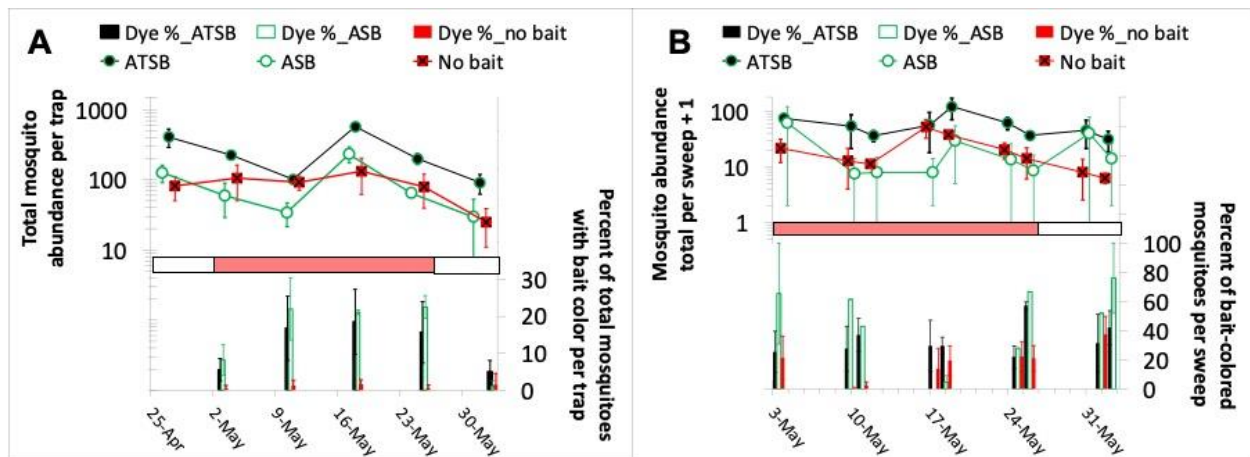 A
Dye %_ATSB Dye %_ASB Dye %_no bait
ATSB ASB No bait
Total mosquito
abundance per trap
1000
100
10
Percent of total mosquitoes
with bait color per trap
30
20
10
0
25-Apr 2-May 9-May 16-May 23-May 30-May
B
Dye %_ATSB Dye %_ASB Dye %_no bait
ATSB ASB No bait
Mosquito abundance
total per sweep + 1
100
10
1
Percent of bait-colored
mosquitoes per sweep
100
80
60
40
20
0
3-May 10-May 17-May 24-May 31-May